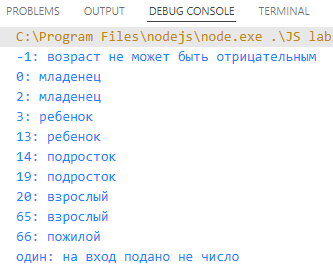 PROBLEMS OUTPUT DEBUG CONSOLE TERMINAL
C:\Program Files\nodejs\node.exe .\JS lab
-1: возраст не может быть отрицательным
0: младенец
2: младенец
3: ребенок
13: ребенок
14: подросток
19: подросток
20: взрослый
65: взрослый
66: пожилой
один: на вход подано не число